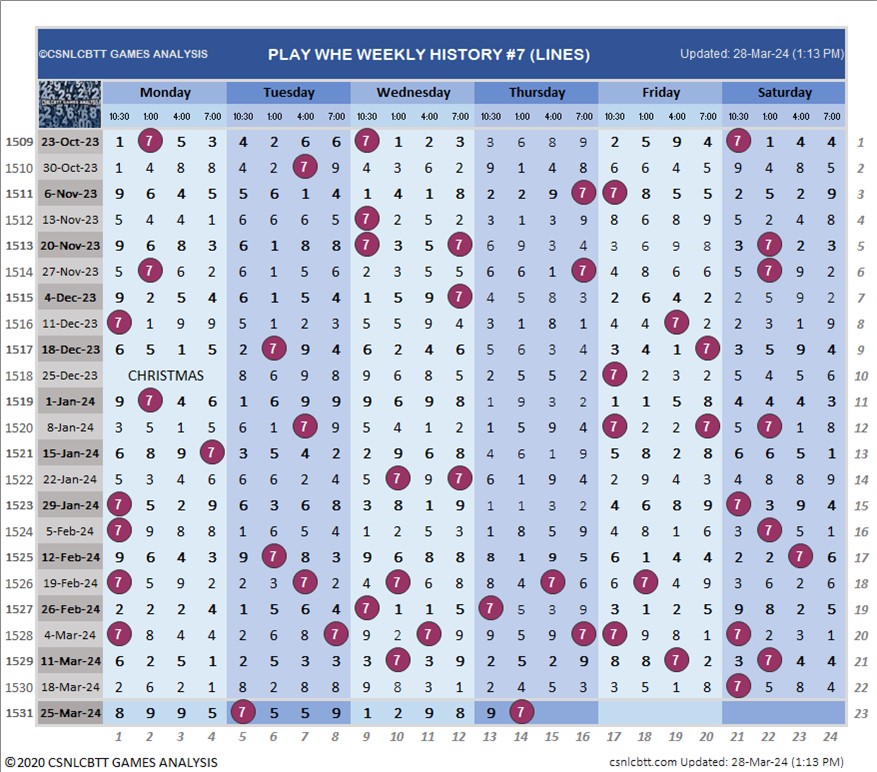 ©CSNLCBTT GAMES ANALYSIS PLAY WHE WEEKLY HISTORY #7 (LINES) Updated: 28-Mar-24 (1:13 PM)
Monday Tuesday Wednesday Thursday Friday Saturday
10:30 1:00 4:00 7:00 10:30 1:00 4:00 7:00 10:30 1:00 4:00 7:00 10:30 1:00 4:00 7:00 10:30 1:00 4:00 7:00 10:30 1:00 4:00 7:00
1509 23-Oct-23 1 7 5 3 4 2 6 6 7 1 2 3 3 6 8 9 2 5 9 4 7 1 4 4 1
1510 30-Oct-23 1 4 8 8 4 2 7 9 4 3 6 2 9 1 4 8 6 6 4 5 9 4 8 5 2
1511 6-Nov-23 9 6 4 5 5 6 1 4 1 4 1 8 2 2 9 7 7 8 5 5 2 5 2 9 3
1512 13-Nov-23 5 4 4 1 6 6 6 5 7 2 5 2 3 1 3 9 8 6 8 9 5 2 4 8 4
1513 20-Nov-23 9 6 8 3 6 1 8 8 7 3 5 7 6 9 3 4 3 6 9 8 3 7 2 3 5
1514 27-Nov-23 5 7 6 2 6 1 5 6 2 3 5 5 6 6 1 7 4 8 6 6 5 7 9 2 6
1515 4-Dec-23 9 2 5 4 6 1 5 4 1 5 9 7 4 5 8 3 2 6 4 2 2 5 9 2 7
1516 11-Dec-23 7 1 9 9 5 1 2 3 5 5 9 4 3 1 8 1 4 4 7 2 2 3 1 9 8
1517 18-Dec-23 6 5 1 5 2 7 9 4 6 2 4 6 5 6 3 4 3 4 1 7 3 5 9 4 9
1518 25-Dec-23 CHRISTMAS 8 6 9 8 9 6 8 5 2 5 5 2 7 2 3 2 5 4 5 6 10
1519 1-Jan-24 9 7 4 6 1 6 9 9 9 6 9 8 1 9 3 2 1 1 5 8 4 4 4 3 11
1520 8-Jan-24 3 5 1 5 6 1 7 9 5 4 1 2 1 5 9 4 7 2 2 7 5 7 1 8 12
1521 15-Jan-24 6 8 9 7 3 5 4 2 2 9 6 8 4 6 1 9 5 8 2 8 6 6 5 1 13
1522 22-Jan-24 5 3 4 6 6 6 2 4 5 7 9 7 1 4 6 3 2 9 4 2 4 8 8 9 14
1523 29-Jan-24 7 5 2 9 6 3 6 8 3 8 1 9 1 1 3 2 4 6 8 9 7 3 9 4 15
1524 5-Feb-24 7 9 8 8 1 6 5 4 1 2 5 3 1 8 5 9 4 8 1 6 3 7 5 1 16
1525 12-Feb-24 9 6 4 3 9 7 8 3 9 6 8 8 8 1 9 5 6 1 4 4 2 2 7 6 17
1526 19-Feb-24 7 5 9 2 2 3 7 2 4 7 6 8 8 4 7 6 6 7 4 9 3 6 2 6 18
1527 26-Feb-24 2 2 2 4 1 5 6 4 7 1 1 5 7 5 3 9 3 1 2 5 9 8 2 5 19
1528 4-Mar-24 7 8 4 4 2 6 8 7 9 2 7 9 9 5 9 7 7 9 8 1 7 2 3 1 20
1529 11-Mar-24 6 2 5 1 2 5 3 3 3 7 3 9 2 5 2 9 8 8 7 2 3 7 4 4 21
1530 18-Mar-24 2 6 2 1 8 2 8 8 9 8 3 1 2 4 5 3 3 5 1 8 7 5 8 4 22
1531 25-Mar-24 8 9 9 5 7 5 5 9 1 2 9 8 9 7 23
1 2 3 4 5 6 7 8 9 10 11 12 13 14 15 16 17 18 19 20 21 22 23 24
©2020 CSNLCBTT GAMES ANALYSIS csnlcbtt.com Updated: 28-Mar-24 (1:13 PM)